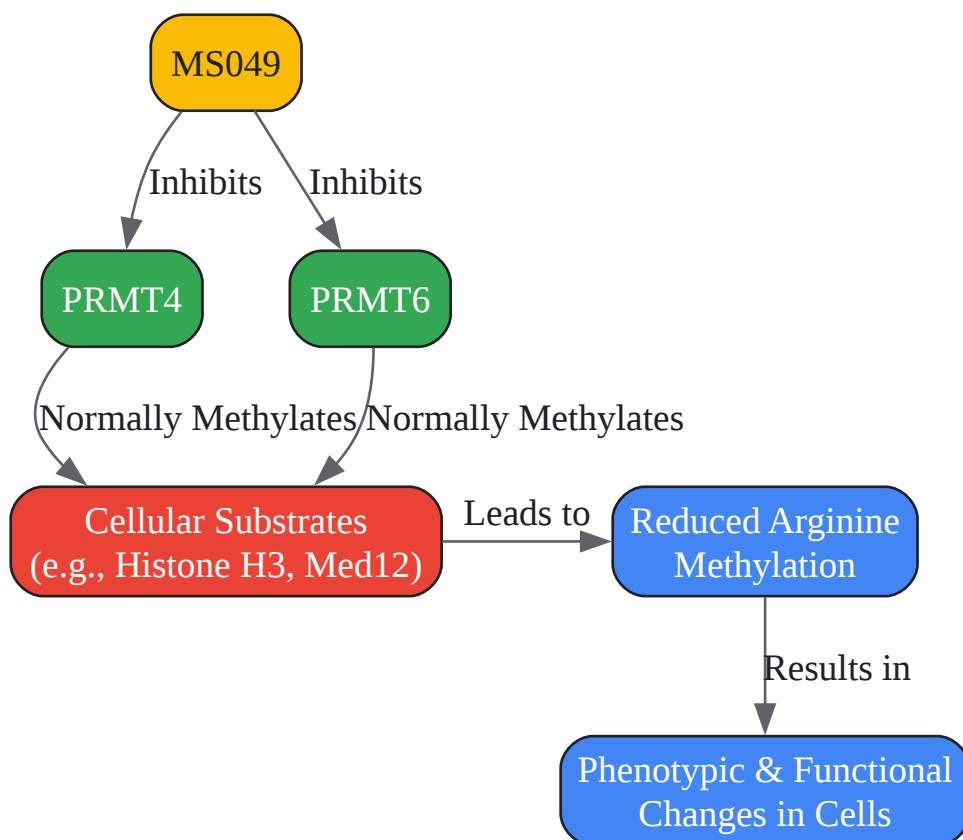 MS049
Inhibits
Inhibits
PRMT4
PRMT6
Normally Methylates
Normally Methylates
Cellular Substrates
(e.g., Histone H3, Med12)
Leads to
Reduced Arginine
Methylation
Results in
Phenotypic & Functional
Changes in Cells